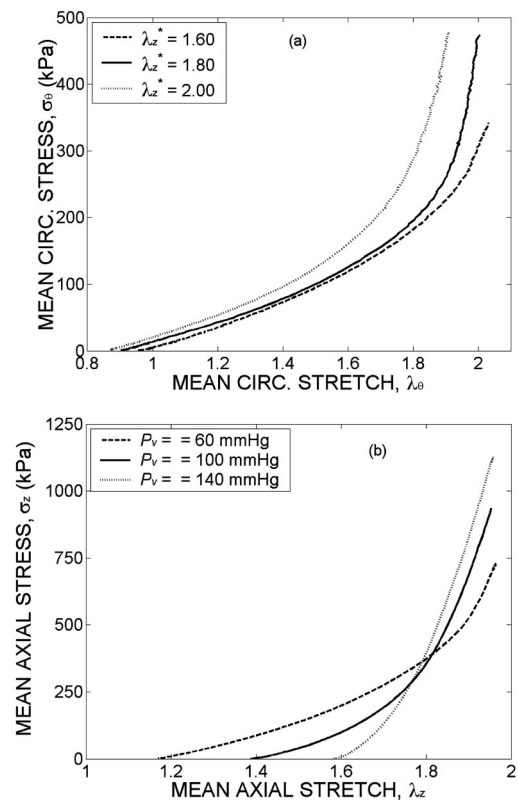 500
400
300
200
100
0
MEAN CIRC. STRESS, σθ (kPa)
λz* = 1.60
λz* = 1.80
λz* = 2.00
(a)
0.8 1 1.2 1.4 1.6 1.8 2
MEAN CIRC. STRETCH, λθ
1250
1000
750
500
250
0
MEAN AXIAL STRESS, σz (kPa)
Pv = = 60 mmHg
Pv = = 100 mmHg
Pv = = 140 mmHg
(b)
1 1.2 1.4 1.6 1.8 2
MEAN AXIAL STRETCH, λz